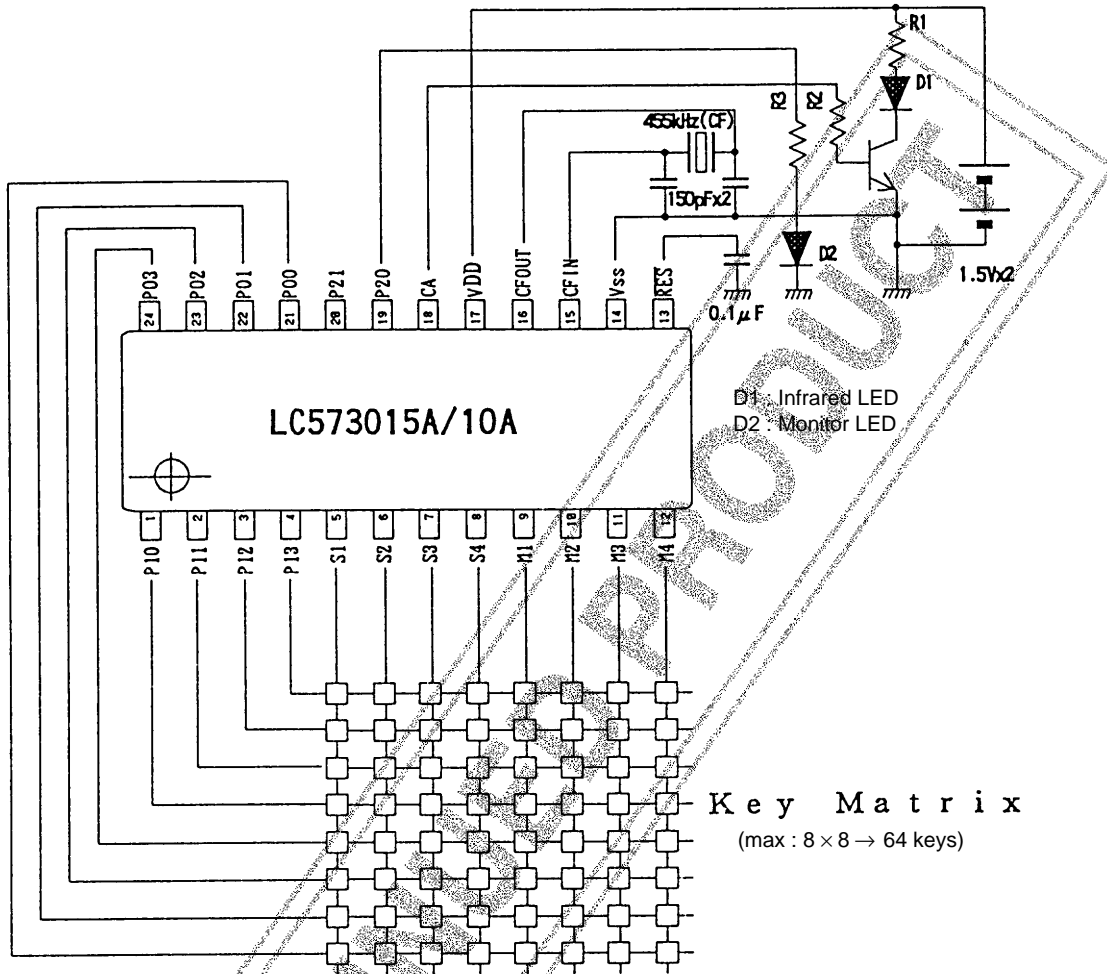 R1
D1
R3
R2
455kHz(CF)
150pFx2
D2
1.5Vx2
0.1μF
P03
P02
P01
P00
P21
P20
CA
VDD
CFOUT
CFIN
Vss
RES
24
23
22
21
20
19
18
17
16
15
14
13
LC573015A/10A
D1 : Infrared LED
D2 : Monitor LED
1
2
3
4
5
6
7
8
9
10
11
12
P10
P11
P12
P13
S1
S2
S3
S4
M1
M2
M3
M4
PRODUCT
Key Matrix
(max : 8 × 8 → 64 keys)